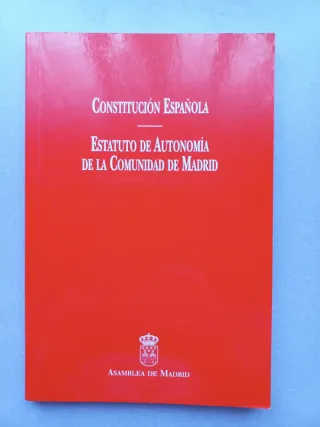 CONSTITUCIÓN ESPAÑOLA
ESTATUTO DE AUTONOMÍA
DE LA COMUNIDAD DE MADRID
ASAMBLEA DE MADRID